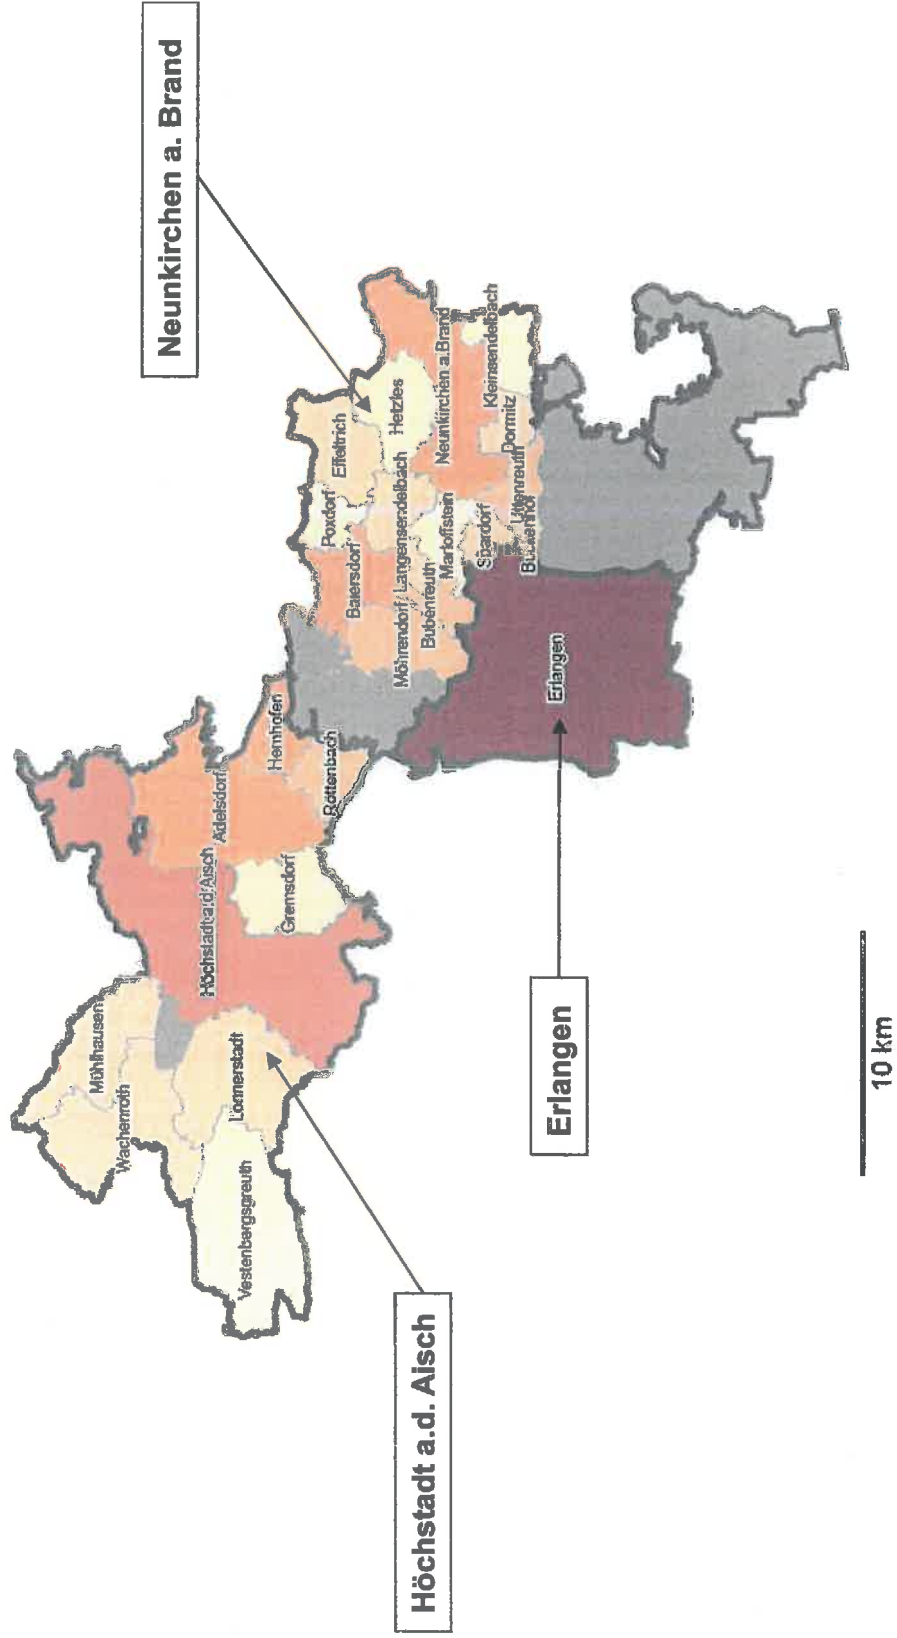 Neunkirchen a. Brand
Mühlhausen
Wachenroth
Höchstadt a.d. Aisch
Adelsdorf
Lonnerstadt
Vestenbergsgreuth
Gremsdorf
Hemhofen
Röttenbach
Poxdorf
Effeltrich
Baiersdorf
Hetzles
Langensendelbach
Möhrendorf
Bubenreuth
Marloffstein
Neunkirchen a.Brand
Kleinsendelbach
Dormitz
Spardorf
Uttenreuth
Buckenhof
Erlangen
Höchstadt a.d. Aisch
Erlangen
10 km